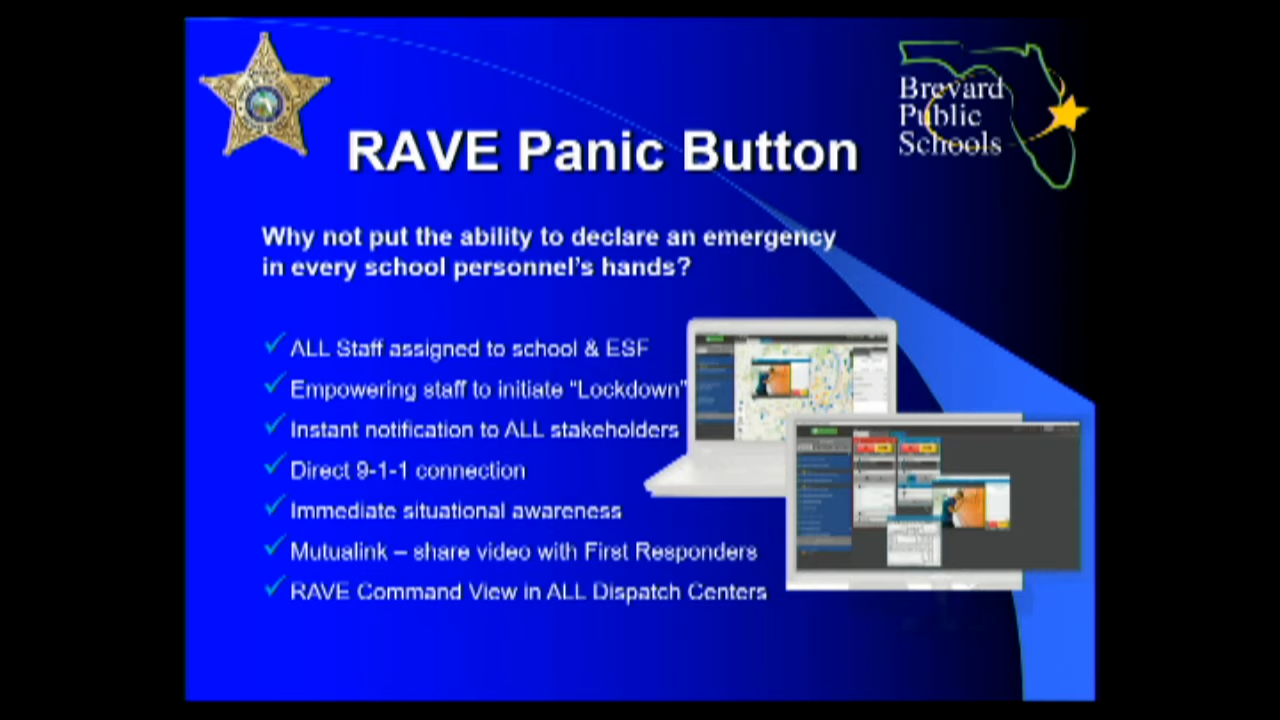 Brevard
Public
Schools
RAVE Panic Button
Why not put the ability to declare an emergency
in every school personnel's hands?
ALL Staff assigned to school & ESF
Empowering staff to initiate “Lockdown”
Instant notification to ALL stakeholders
Direct 9-1-1 connection
Immediate situational awareness
Mutualink – share video with First Responders
RAVE Command View in ALL Dispatch Centers